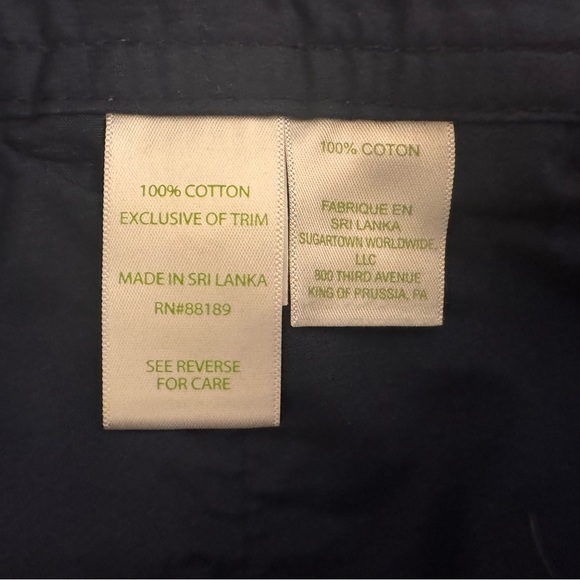 100% COTTON
EXCLUSIVE OF TRIM
MADE IN SRI LANKA
RN#88189
SEE REVERSE
FOR CARE
100% COTON
FABRIQUE EN
SRI LANKA
SUGARTOWN WORLDWIDE,
LLC
800 THIRD AVENUE
KING OF PRUSSIA, PA